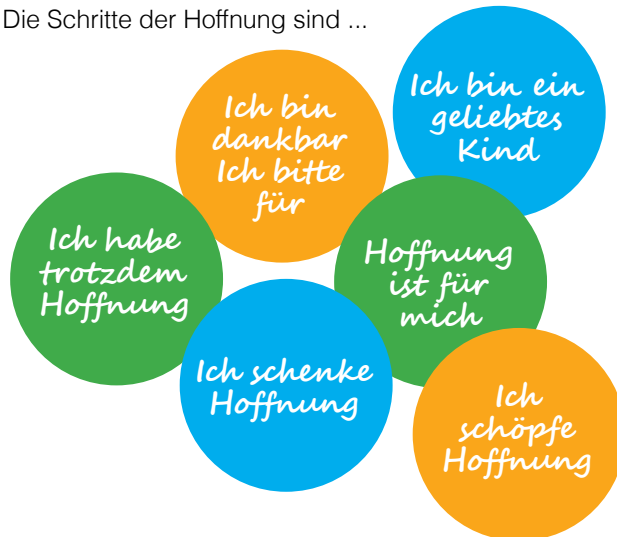 Die Schritte der Hoffnung sind ...
Ich bin ein
geliebtes
Kind
Ich bin
dankbar
Ich bitte
für
Ich habe
trotzdem
Hoffnung
Hoffnung
ist für
mich
Ich schenke
Hoffnung
Ich
schöpfe
Hoffnung